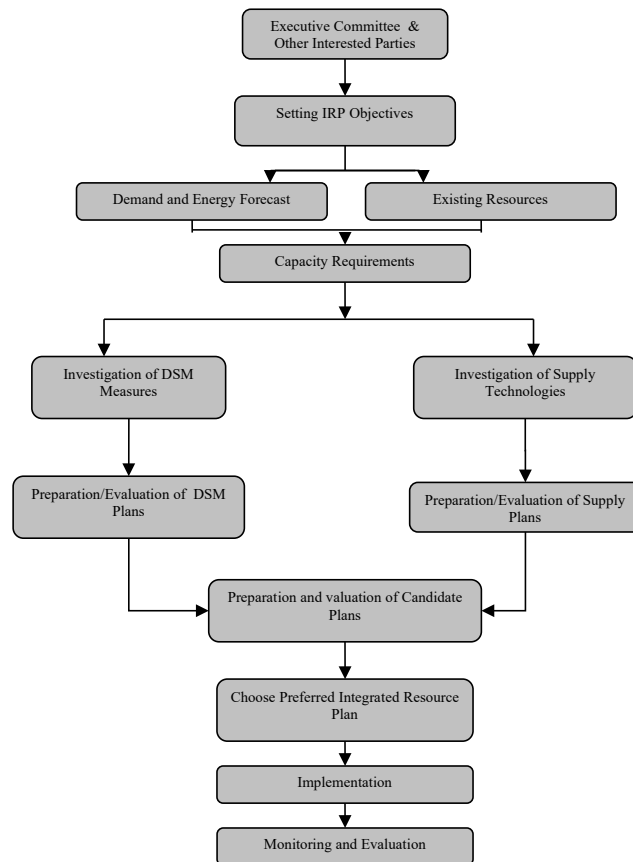 Executive Committee &
Other Interested Parties
Setting IRP Objectives
Demand and Energy Forecast
Existing Resources
Capacity Requirements
Investigation of DSM
Measures
Investigation of Supply
Technologies
Preparation/Evaluation of DSM
Plans
Preparation/Evaluation of Supply
Plans
Preparation and valuation of Candidate
Plans
Choose Preferred Integrated Resource
Plan
Implementation
Monitoring and Evaluation